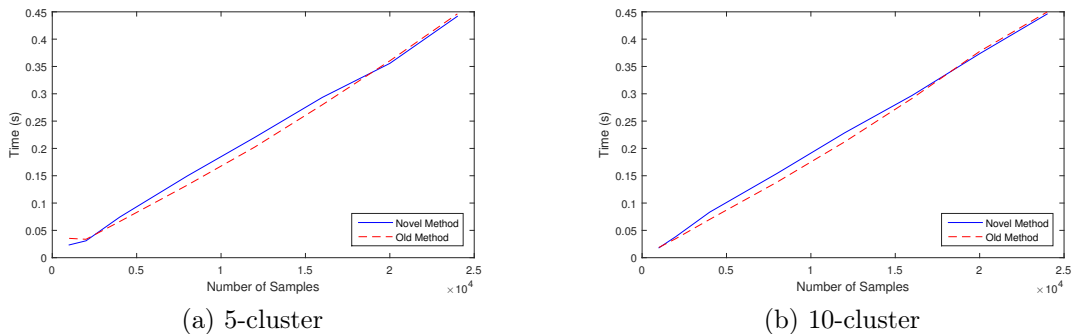 0.45
0.4
0.35
0.3
0.25
0.2
0.15
0.1
0.05
0
Time (s)
Novel Method
Old Method
0 0.5 1 1.5 2 2.5
Number of Samples
×10⁴
(a) 5-cluster
0.45
0.4
0.35
0.3
0.25
0.2
0.15
0.1
0.05
0
Time (s)
Novel Method
Old Method
0 0.5 1 1.5 2 2.5
Number of Samples
×10⁴
(b) 10-cluster